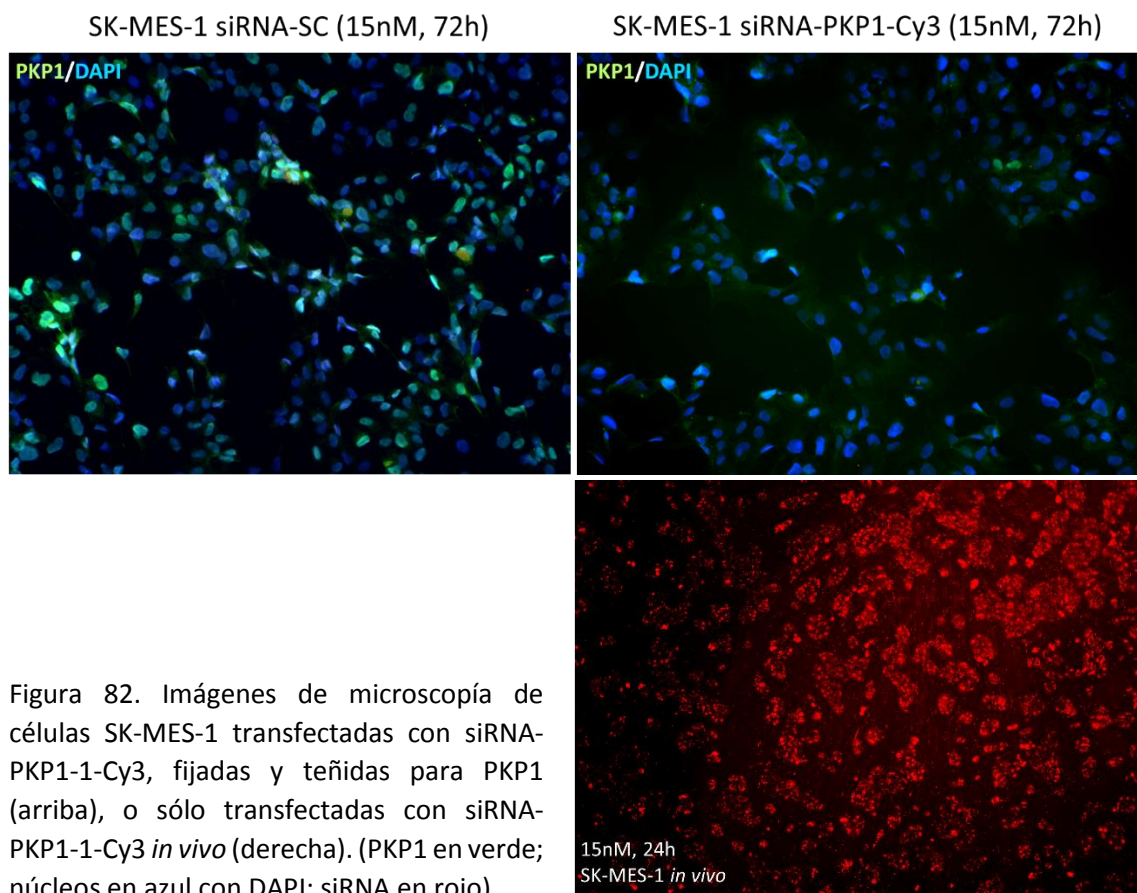 SK-MES-1 siRNA-SC (15nM, 72h)
SK-MES-1 siRNA-PKP1-Cy3 (15nM, 72h)
PKP1/DAPI
PKP1/DAPI
15nM, 24h
SK-MES-1 in vivo
Figura 82. Imágenes de microscopía de
células SK-MES-1 transfectadas con siRNA-
PKP1-1-Cy3, fijadas y teñidas para PKP1
(arriba), o sólo transfectadas con siRNA-
PKP1-1-Cy3 in vivo (derecha). (PKP1 en verde;
núcleos en azul con DAPI; siRNA en rojo)